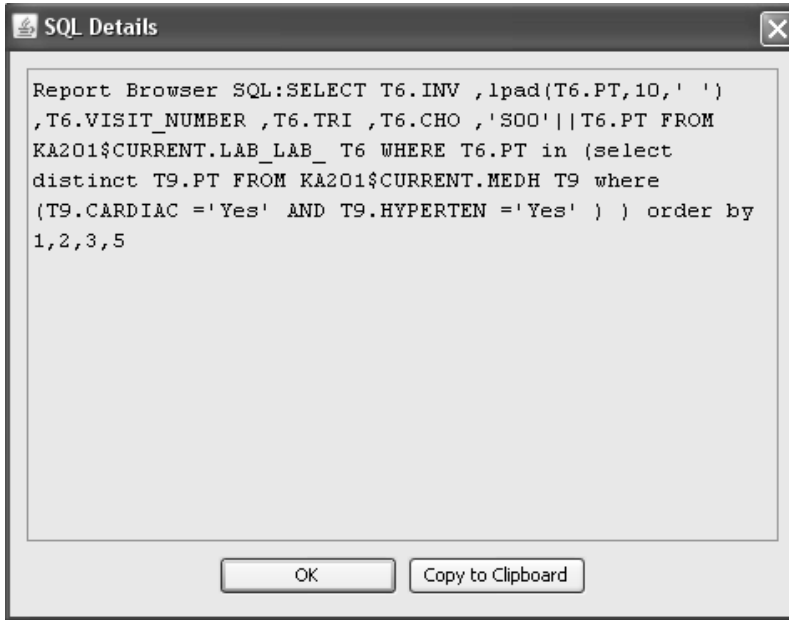 SQL Details
Report Browser SQL:SELECT T6.INV ,lpad(T6.PT,10,' ')
,T6.VISIT_NUMBER ,T6.TRI ,T6.CHO ,'S00'||T6.PT FROM
KA201$CURRENT.LAB_LAB_ T6 WHERE T6.PT in (select
distinct T9.PT FROM KA201$CURRENT.MEDH T9 where
(T9.CARDIAC ='Yes' AND T9.HYPERTEN ='Yes' ) ) order by
1,2,3,5
OK
Copy to Clipboard